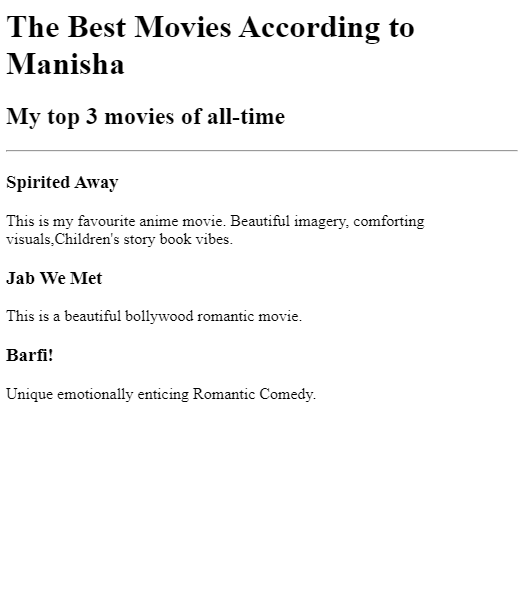 The Best Movies According to
Manisha
My top 3 movies of all-time
Spirited Away
This is my favourite anime movie. Beautiful imagery, comforting
visuals,Children's story book vibes.
Jab We Met
This is a beautiful bollywood romantic movie.
Barfi!
Unique emotionally enticing Romantic Comedy.